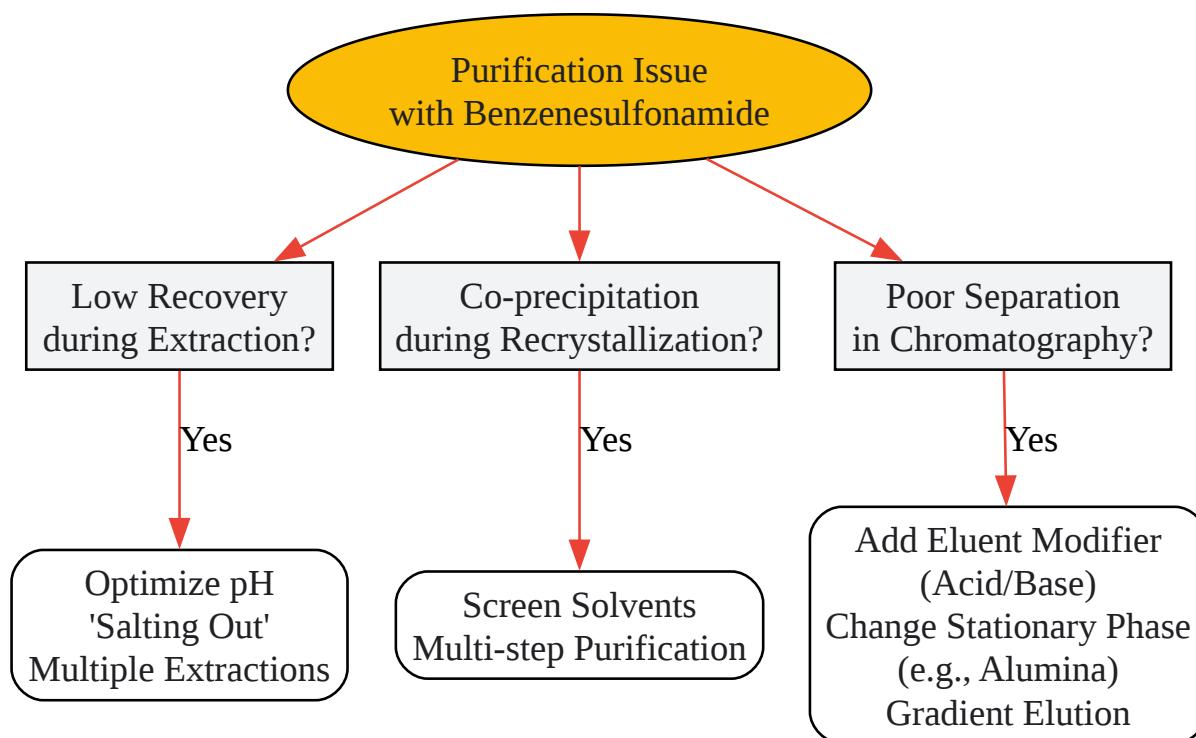 Purification Issue
with Benzenesulfonamide
Low Recovery
during Extraction?
Co-precipitation
during Recrystallization?
Poor Separation
in Chromatography?
Yes
Yes
Yes
Optimize pH
'Salting Out'
Multiple Extractions
Screen Solvents
Multi-step Purification
Add Eluent Modifier
(Acid/Base)
Change Stationary Phase
(e.g., Alumina)
Gradient Elution